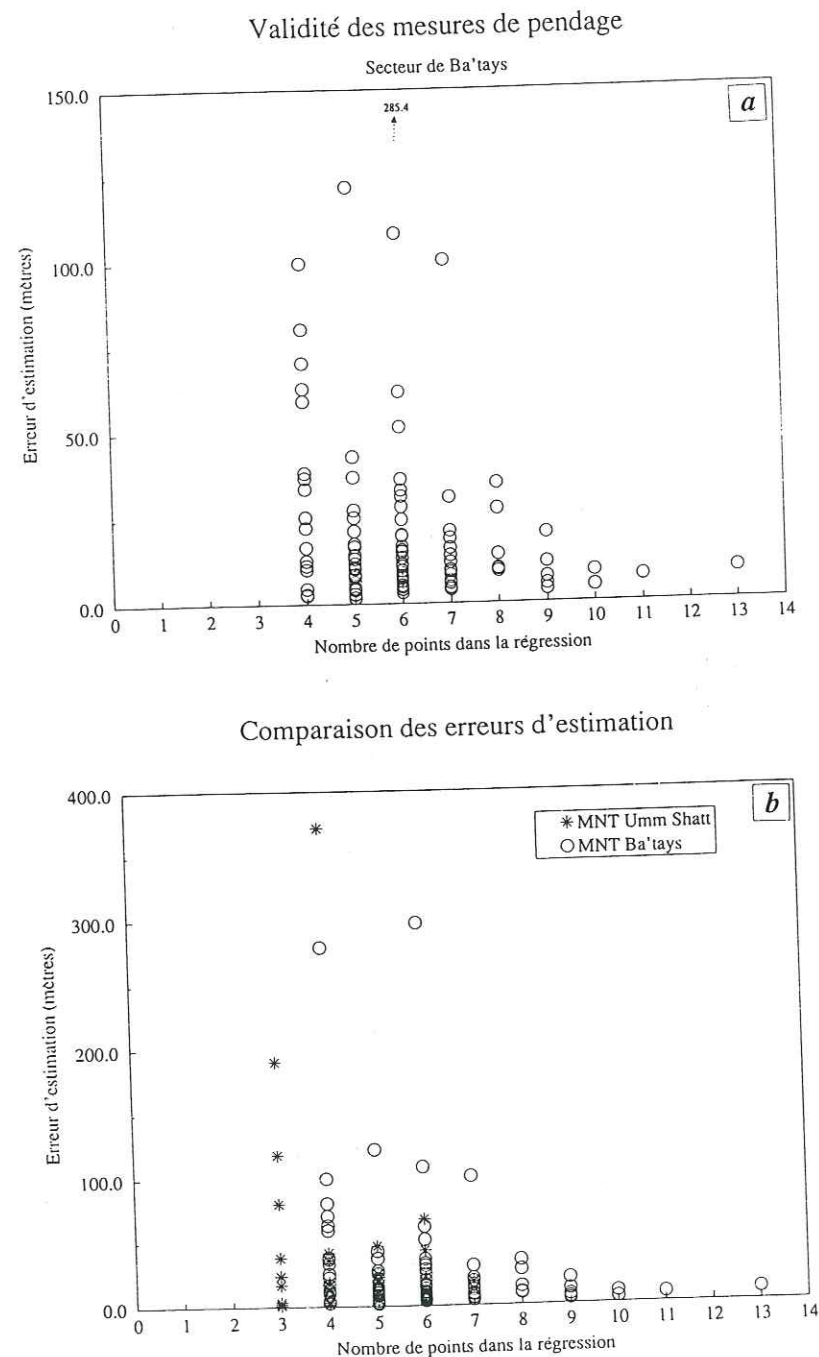 Validité des mesures de pendage
Secteur de Ba'tays
a
285.4
150.0
100.0
50.0
0.0
Erreur d'estimation (mètres)
0 1 2 3 3 4 5 6 7 8 9 10 11 13 14
Nombre de points dans la régression
Comparaison des erreurs d'estimation
b
MNT Umm Shatt
MNT Ba'tays
400.0
300.0
200.0
100.0
0.0
Erreur d'estimation (mètres)
0 1 2 3 4 5 6 7 8 9 10 11 13 14
Nombre de points dans la régression